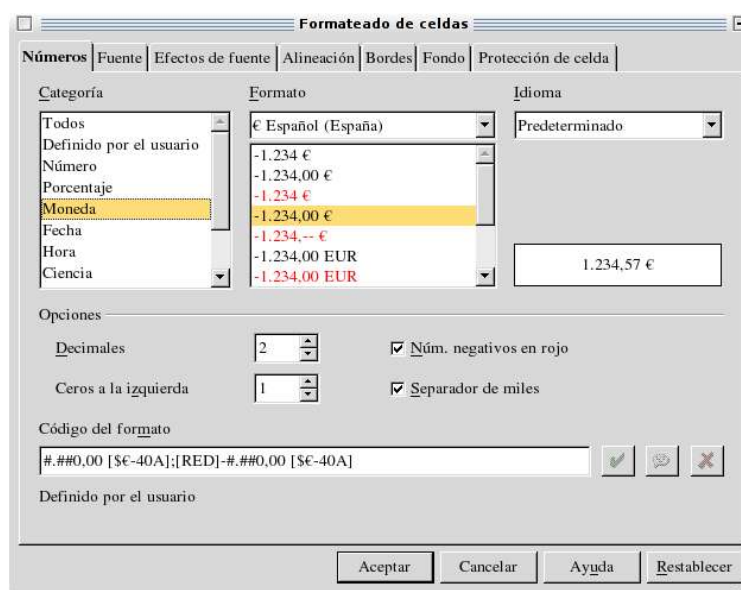 Formateado de celdas
Números Fuente Efectos de fuente Alineación Bordes Fondo Protección de celda
Categoría
Todos
Definido por el usuario
Número
Porcentaje
Moneda
Fecha
Hora
Ciencia
Formato
€ Español (España)
-1.234 €
-1.234,00 €
-1.234 €
-1.234,00 €
-1.234,-- €
-1.234,00 EUR
-1.234,00 EUR
Idioma
Predeterminado
1.234,57 €
Opciones
Decimales 2
Núm. negativos en rojo
Ceros a la izquierda 1
Separador de miles
Código del formato
#.##0,00 [$€-40A];[RED]-#.##0,00 [$€-40A]
Definido por el usuario
Aceptar Cancelar Ayuda Restablecer